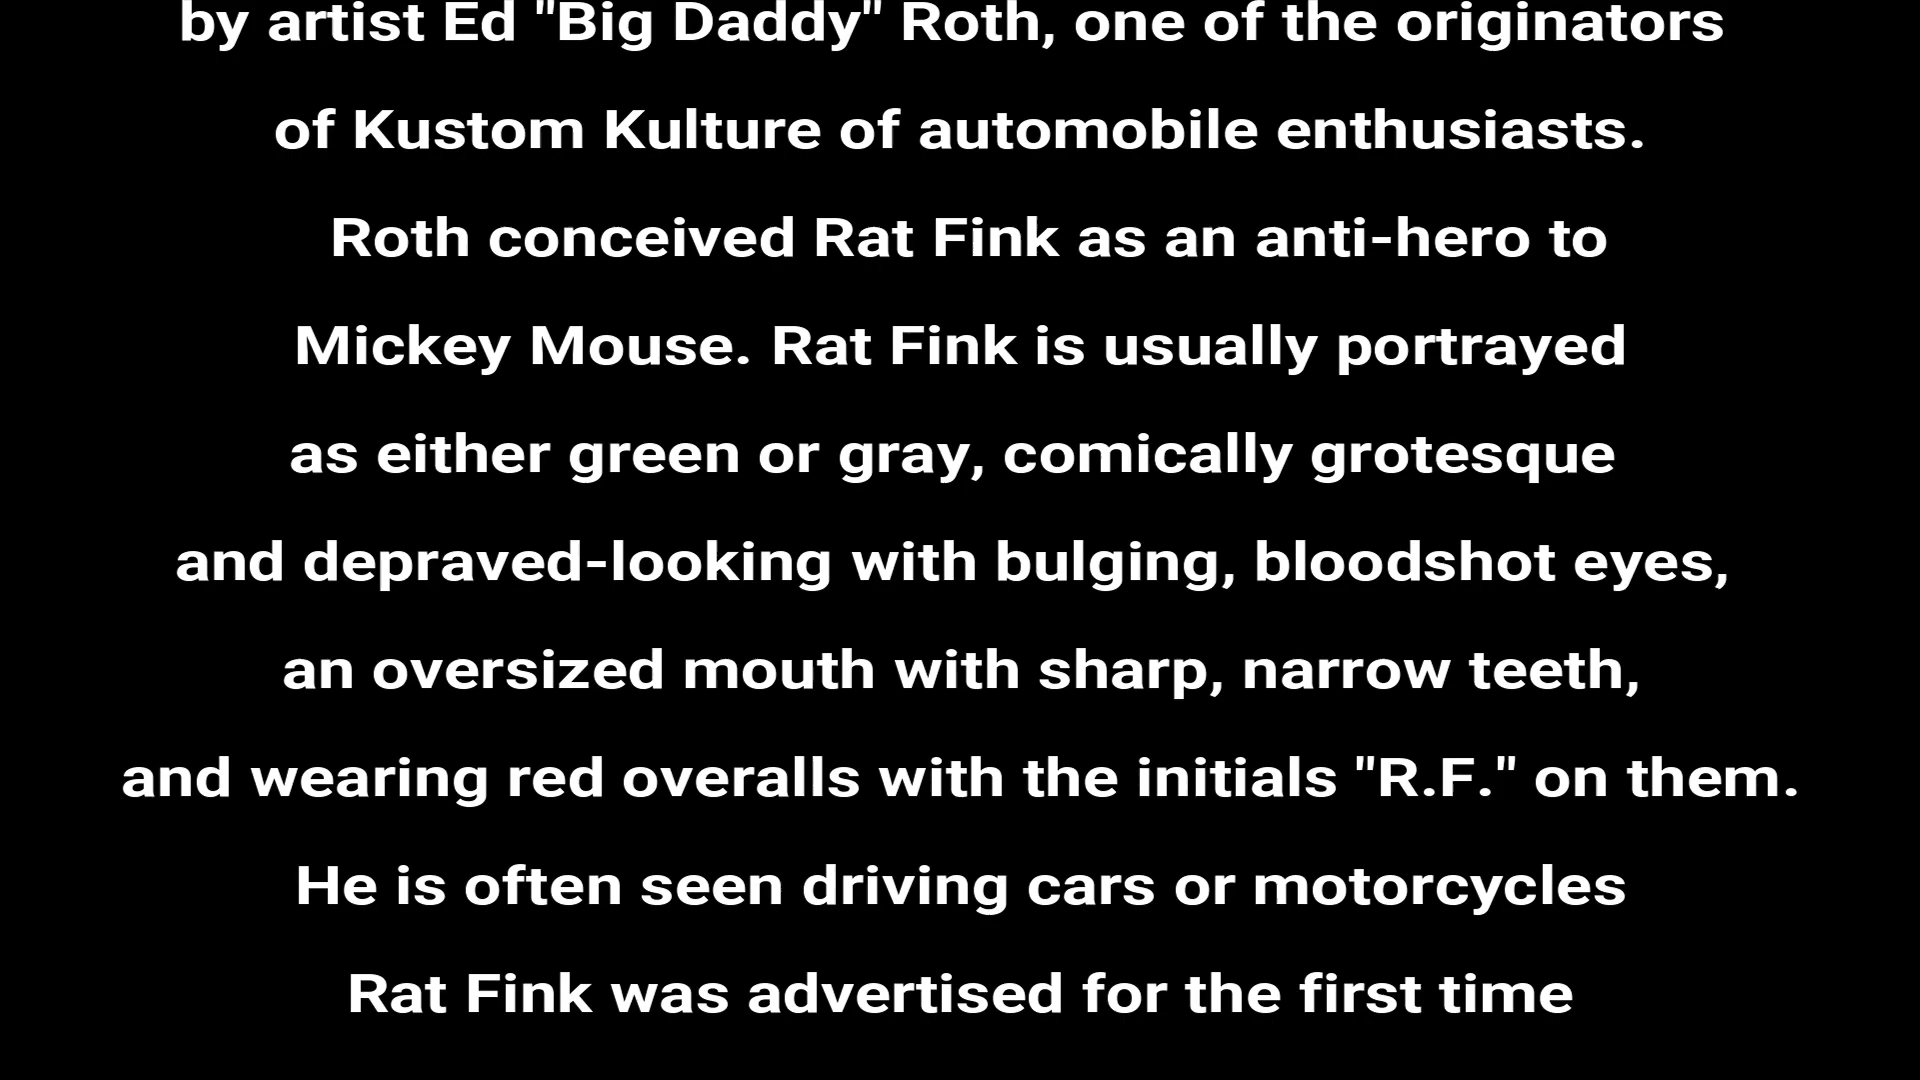 by artist Ed "Big Daddy" Roth, one of the originators
of Kustom Kulture of automobile enthusiasts.
Roth conceived Rat Fink as an anti-hero to
Mickey Mouse. Rat Fink is usually portrayed
as either green or gray, comically grotesque
and depraved-looking with bulging, bloodshot eyes,
an oversized mouth with sharp, narrow teeth,
and wearing red overalls with the initials "R.F." on them.
He is often seen driving cars or motorcycles
Rat Fink was advertised for the first time